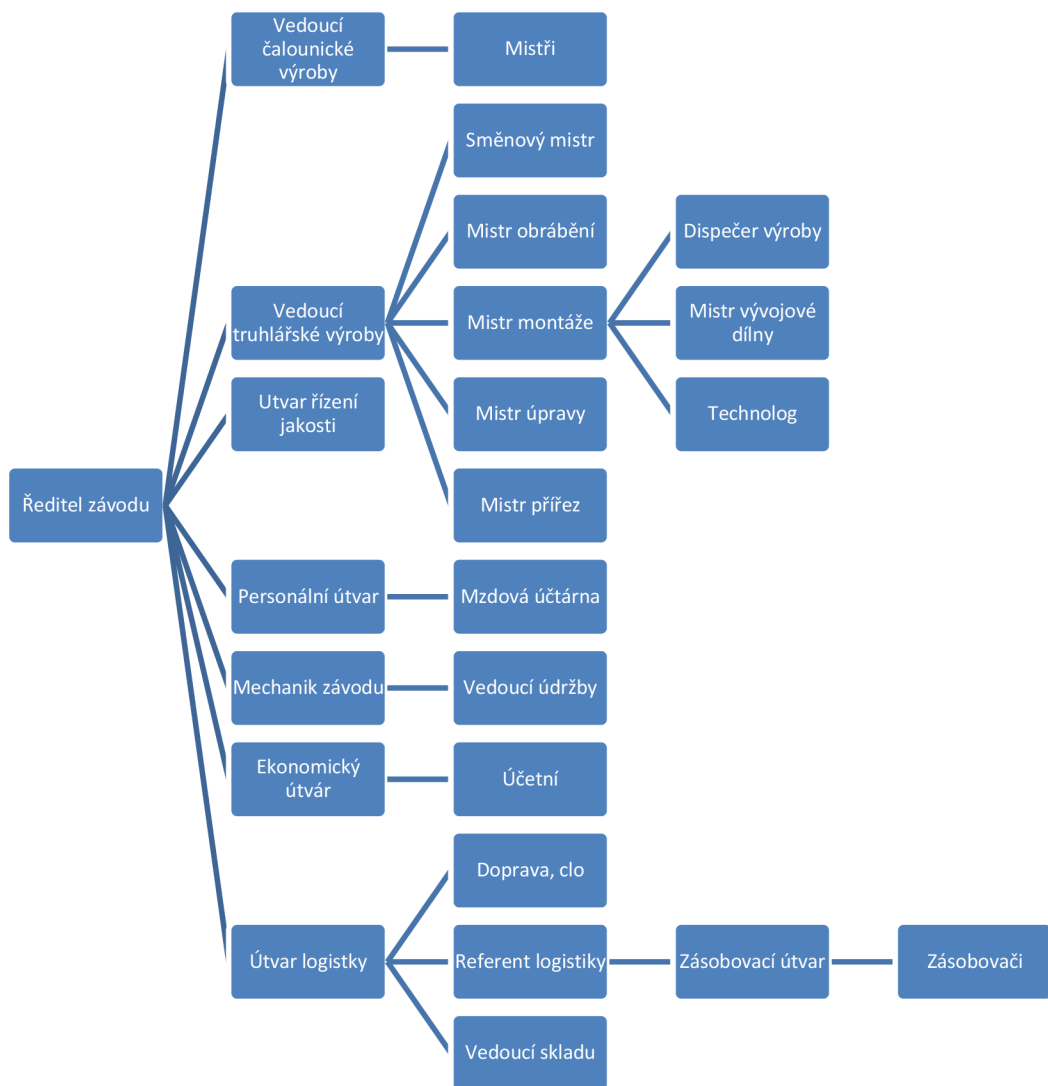 Vedoucí
čalounické
výroby
Mistři
Směnový mistr
Mistr obrábění
Dispečer výroby
Vedoucí
truhlářské výroby
Mistr montáže
Mistr vývojové
dílny
Utvar řízení
jakosti
Mistr úpravy
Technolog
Ředitel závodu
Mistr přířez
Personální útvar
Mzdová účtárna
Mechanik závodu
Vedoucí údržby
Ekonomický
útvár
Účetní
Doprava, clo
Útvar logistky
Referent logistiky
Zásobovací útvar
Zásobovači
Vedoucí skladu